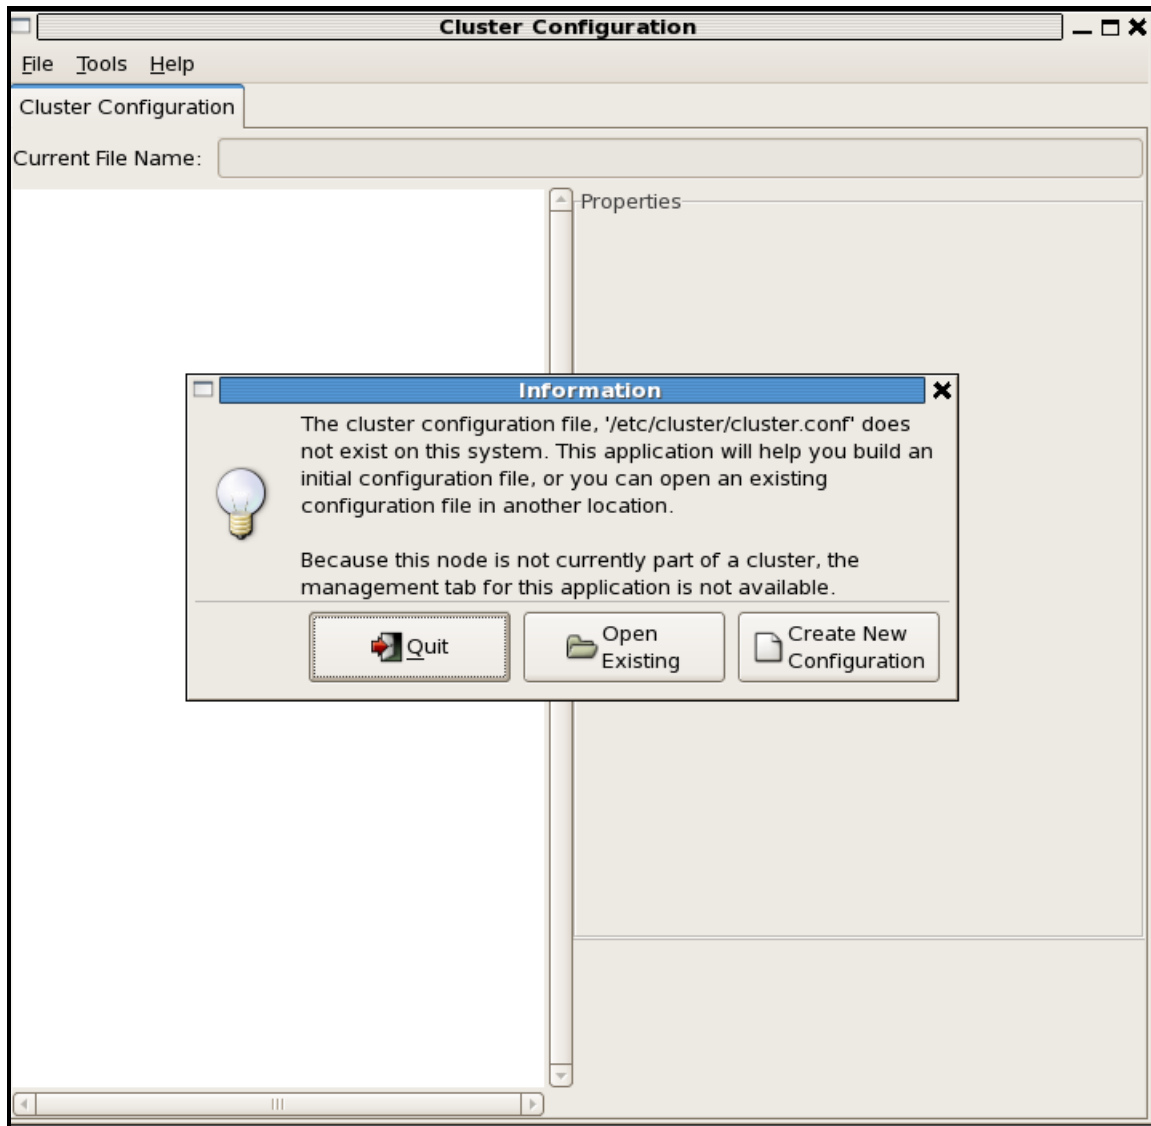 Cluster Configuration
File Tools Help
Cluster Configuration
Current File Name:
Properties
Information
The cluster configuration file, '/etc/cluster/cluster.conf' does
not exist on this system. This application will help you build an
initial configuration file, or you can open an existing
configuration file in another location.
Because this node is not currently part of a cluster, the
management tab for this application is not available.
Quit
Open
Existing
Create New
Configuration